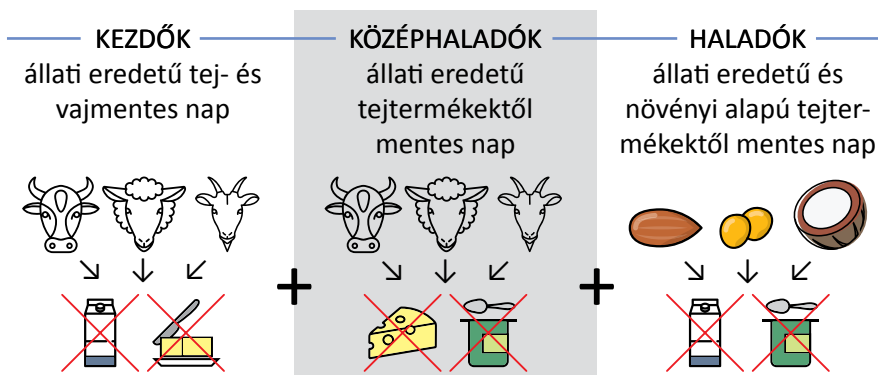 KEZDŐK
állati eredetű tej- és
vajmentes nap
KÖZÉPHALADÓK
állati eredetű
tejtermékektől
mentes nap
HALADÓK
állati eredetű és
növényi alapú tejter-
mékektől mentes nap
+
+